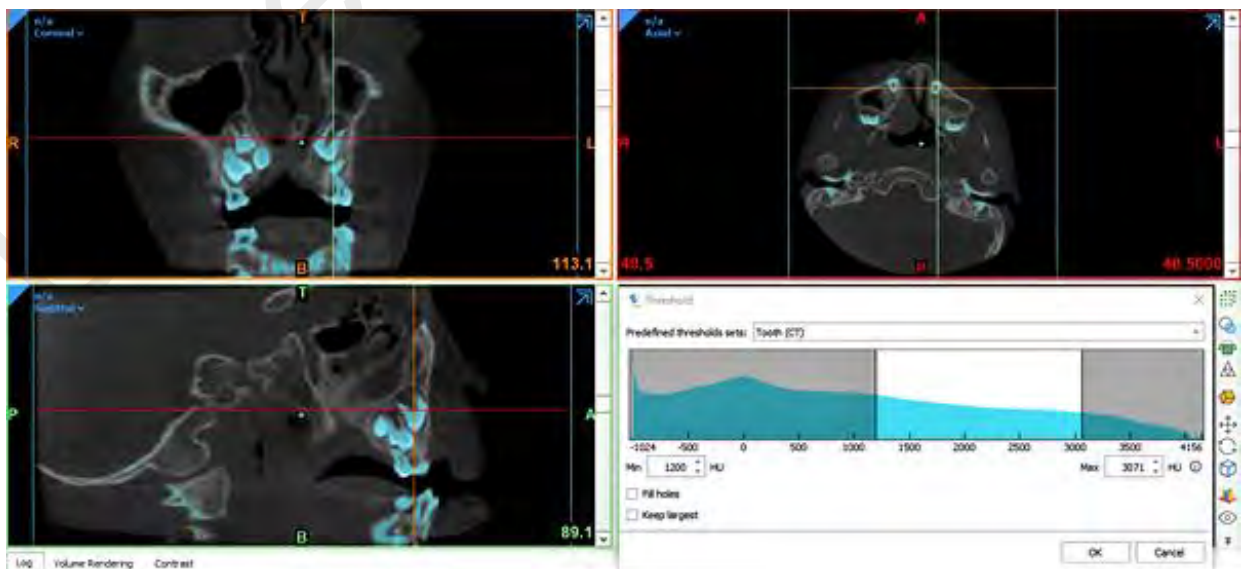 n/a
Coronal
T
R
L
B
113.1
n/a
Axial
A
L
48.5
48.5000
n/a
Sagittal
T
P
A
B
89.1
Threshold
Predefined thresholds sets: Tooth (CT)
-1024 -500 0 500 1000 1500 2000 2500 3000 3500 4156
Min 1200 HU
Max 3071 HU
Fill holes
Keep largest
OK Cancel
Log Volume Rendering Contrast